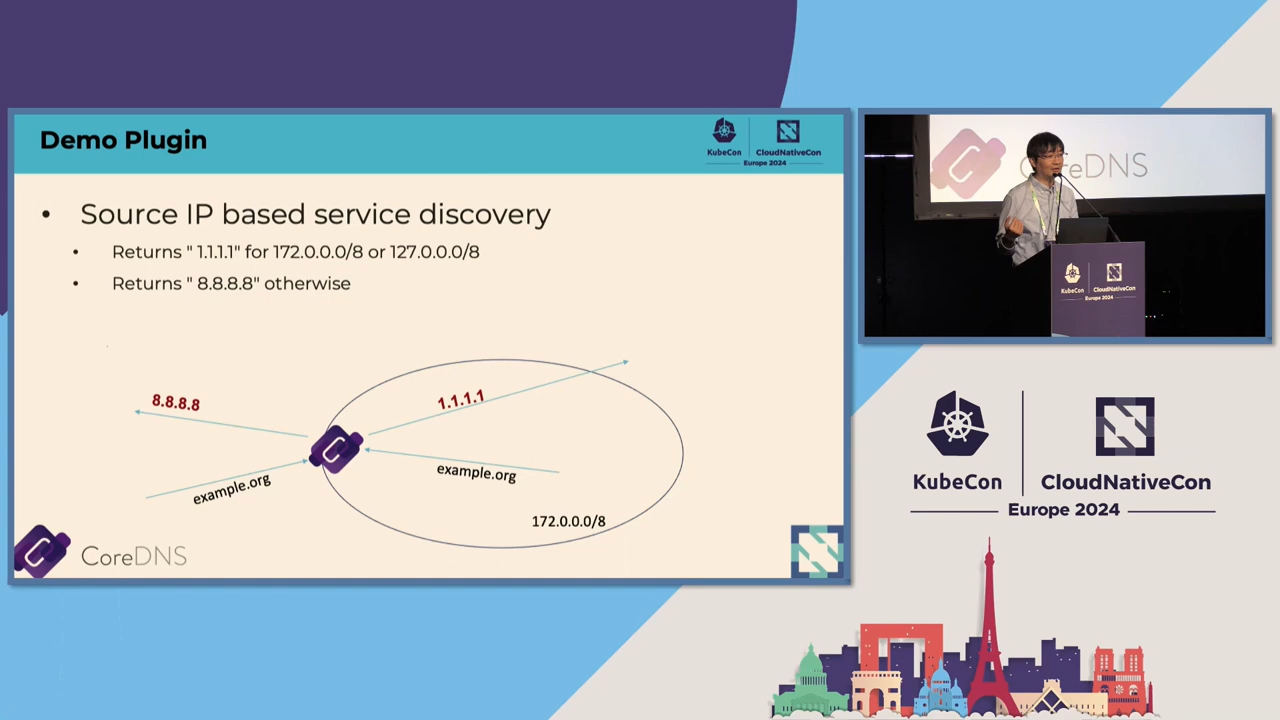 Demo Plugin
KubeCon
CloudNativeCon
Europe 2024
• Source IP based service discovery
• Returns " 1.1.1.1" for 172.0.0.0/8 or 127.0.0.0/8
• Returns " 8.8.8.8" otherwise
8.8.8.8
1.1.1.1
example.org
example.org
172.0.0.0/8
CoreDNS
CoreDNS
KubeCon
CloudNativeCon
Europe 2024
KubeCon
CloudNativeCon
Europe 2024